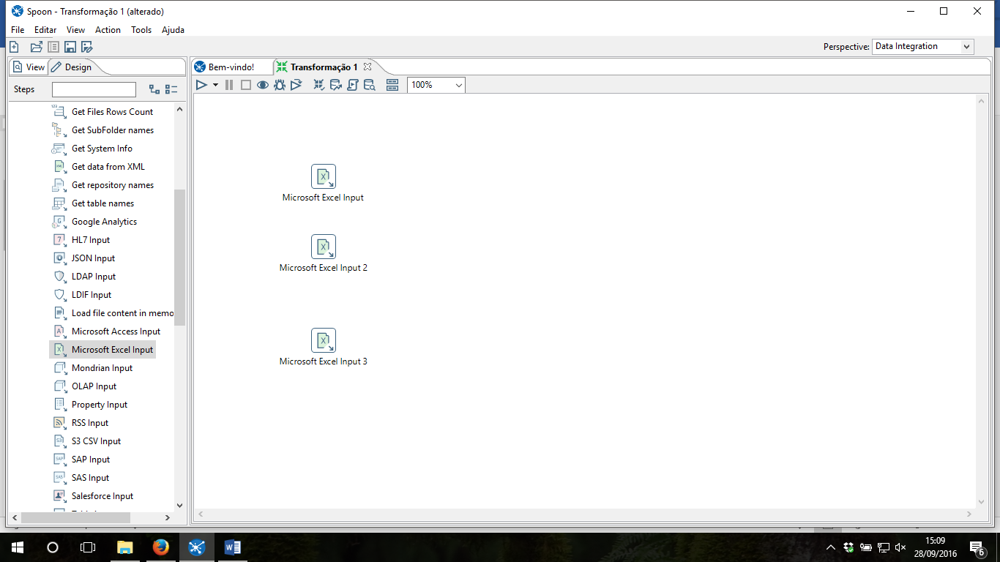 Spoon - Transformação 1 (alterado)
File Editar View Action Tools Ajuda
Perspective: Data Integration
View Design
Bem-vindo! Transformação 1
Steps
100%
Get Files Rows Count
Get SubFolder names
Get System Info
Get data from XML
Get repository names
Get table names
Google Analytics
HL7 Input
JSON Input
LDAP Input
LDIF Input
Load file content in memo
Microsoft Access Input
Microsoft Excel Input
Mondrian Input
OLAP Input
Property Input
RSS Input
S3 CSV Input
SAP Input
SAS Input
Salesforce Input
Microsoft Excel Input
Microsoft Excel Input 2
Microsoft Excel Input 3
15:09
28/09/2016
6